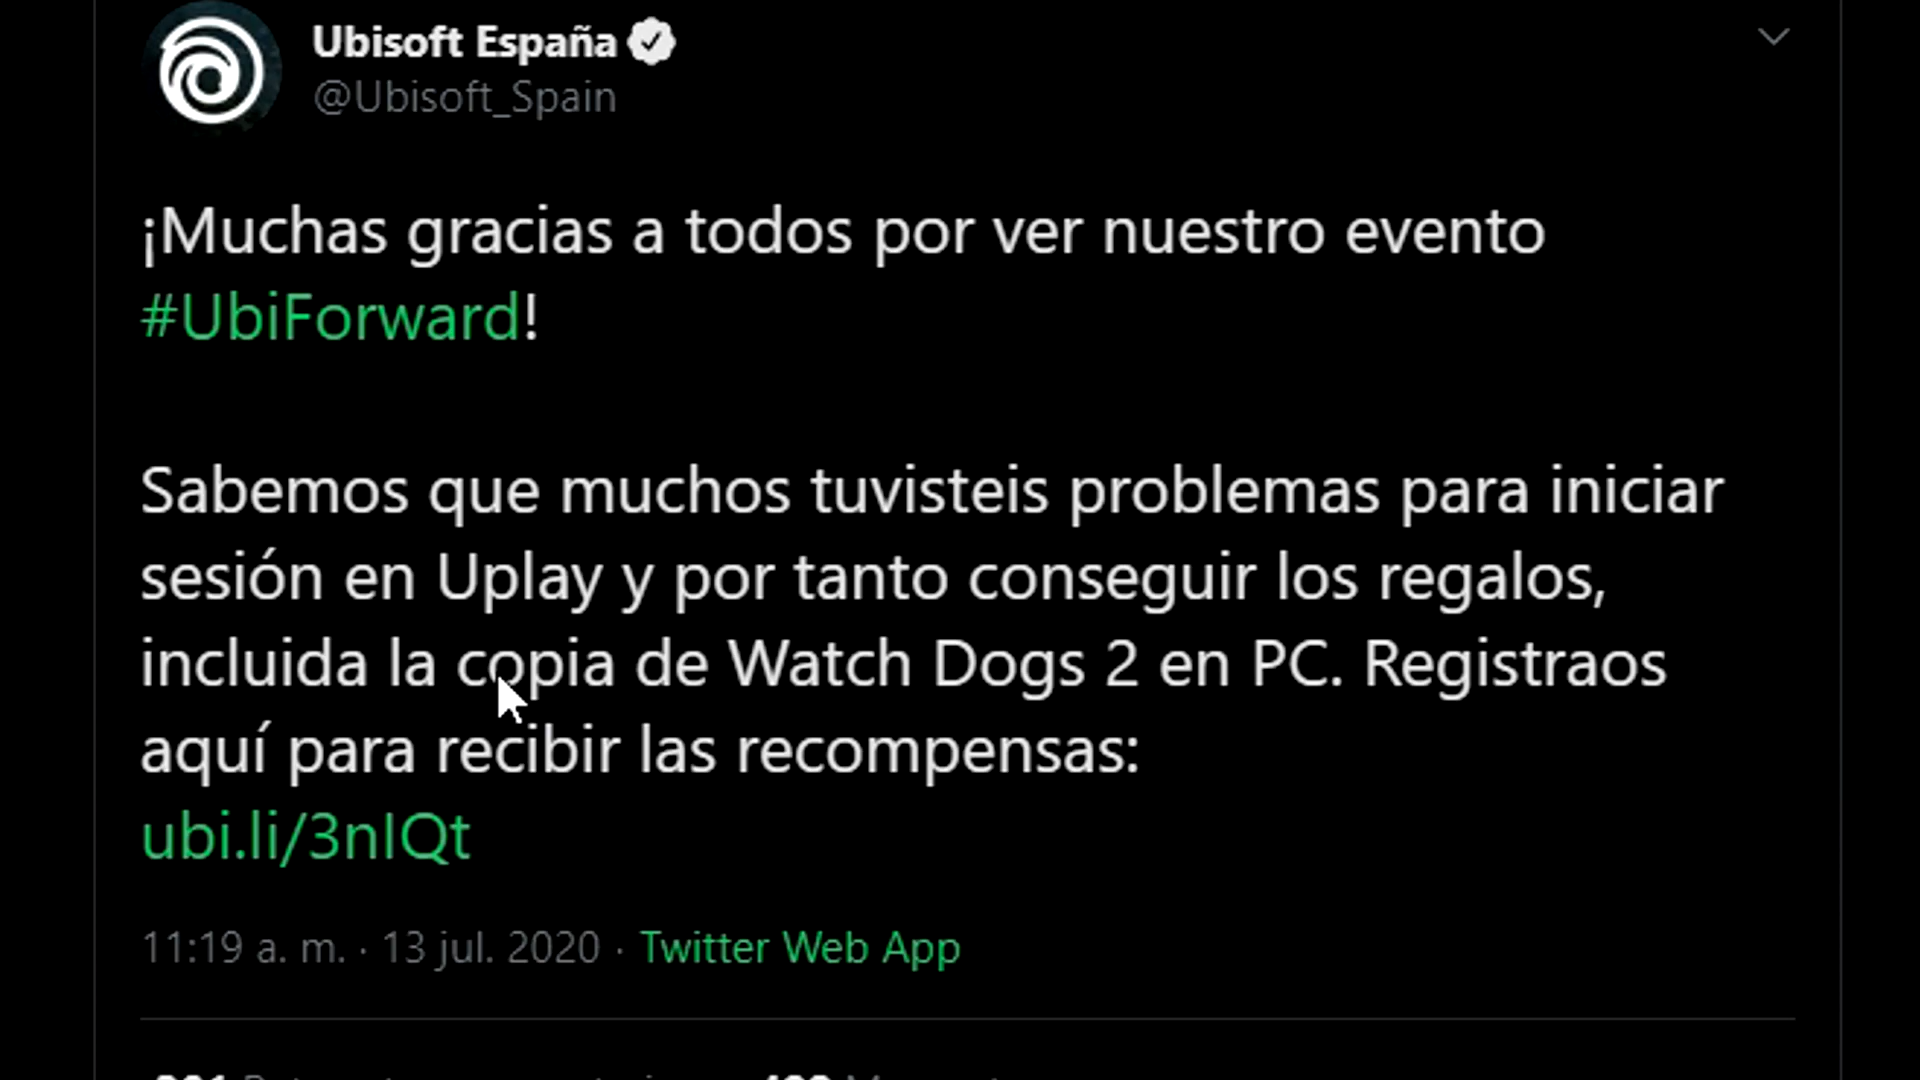 Ubisoft España
@Ubisoft_Spain
¡Muchas gracias a todos por ver nuestro evento
#UbiForward!
Sabemos que muchos tuvisteis problemas para iniciar
sesión en Uplay y por tanto conseguir los regalos,
incluida la copia de Watch Dogs 2 en PC. Registraos
aquí para recibir las recompensas:
ubi.li/3nIQt
11:19 a. m. · 13 jul. 2020 · Twitter Web App